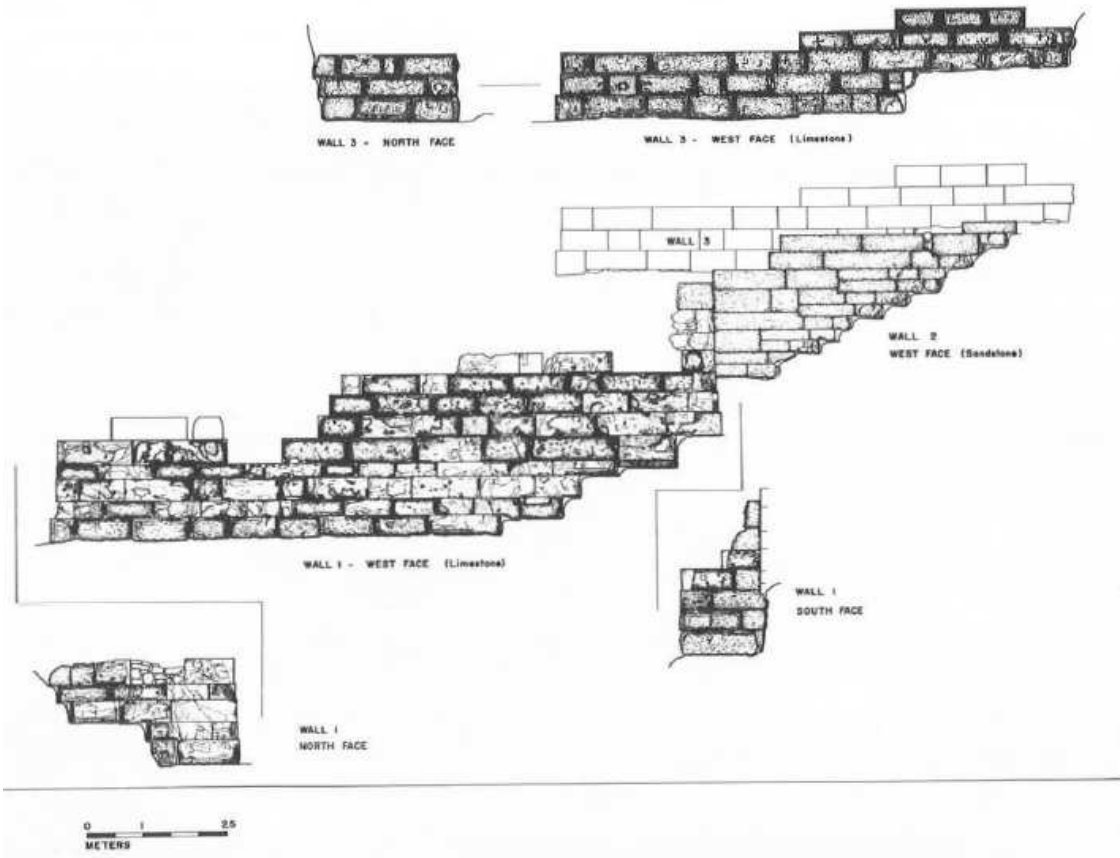 WALL 3 - NORTH FACE
WALL 3 - WEST FACE (Limestone)
WALL 3
WALL 2
WEST FACE (Sandstone)
WALL 1 - WEST FACE (Limestone)
WALL 1
SOUTH FACE
WALL 1
NORTH FACE
0 1 2.5
METERS